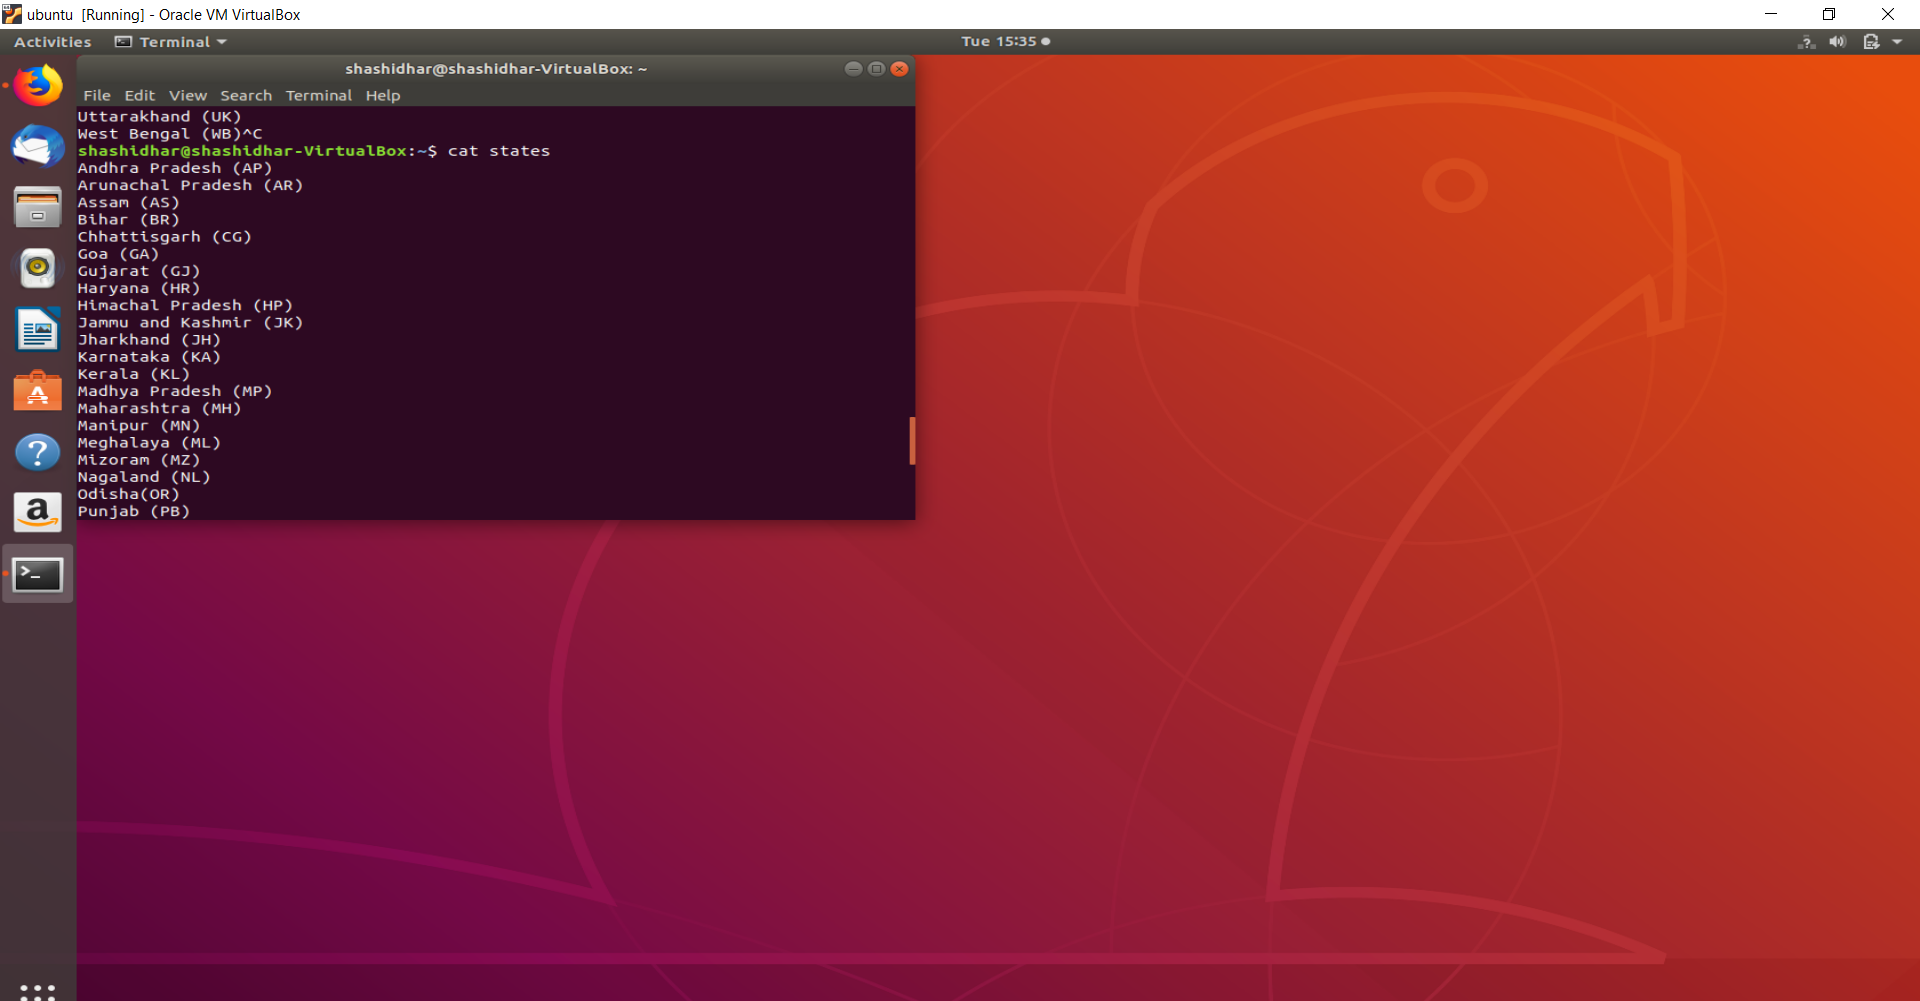 ubuntu [Running] - Oracle VM VirtualBox
Activities Terminal Tue 15:35
shashidhar@shashidhar-VirtualBox: ~
File Edit View Search Terminal Help
Uttarakhand (UK)
West Bengal (WB)^C
shashidhar@shashidhar-VirtualBox:~$ cat states
Andhra Pradesh (AP)
Arunachal Pradesh (AR)
Assam (AS)
Bihar (BR)
Chhattisgarh (CG)
Goa (GA)
Gujarat (GJ)
Haryana (HR)
Himachal Pradesh (HP)
Jammu and Kashmir (JK)
Jharkhand (JH)
Karnataka (KA)
Kerala (KL)
Madhya Pradesh (MP)
Maharashtra (MH)
Manipur (MN)
Meghalaya (ML)
Mizoram (MZ)
Nagaland (NL)
Odisha(OR)
Punjab (PB)